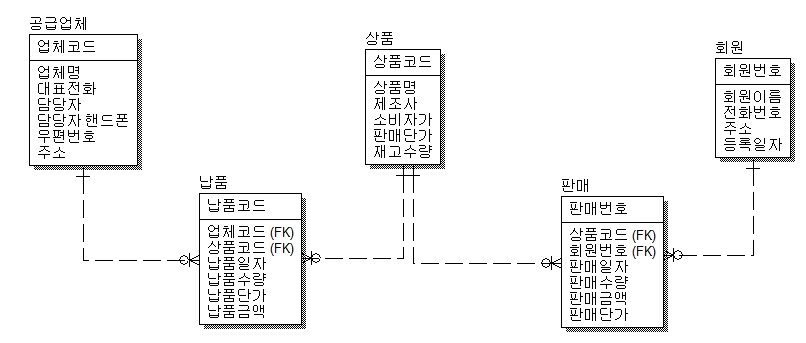 공급업체
업체코드
업체명
대표전화
담당자
담당자핸드폰
우편번호
주소
상품
상품코드
상품명
제조사
소비자가
판매단가
재고수량
회원
회원번호
회원이름
전화번호
주소
등록일자
납품
납품코드
업체코드 (FK)
상품코드 (FK)
납품일자
납품수량
납품단가
납품금액
판매
판매번호
상품코드 (FK)
회원번호 (FK)
판매일자
판매수량
판매금액
판매단가